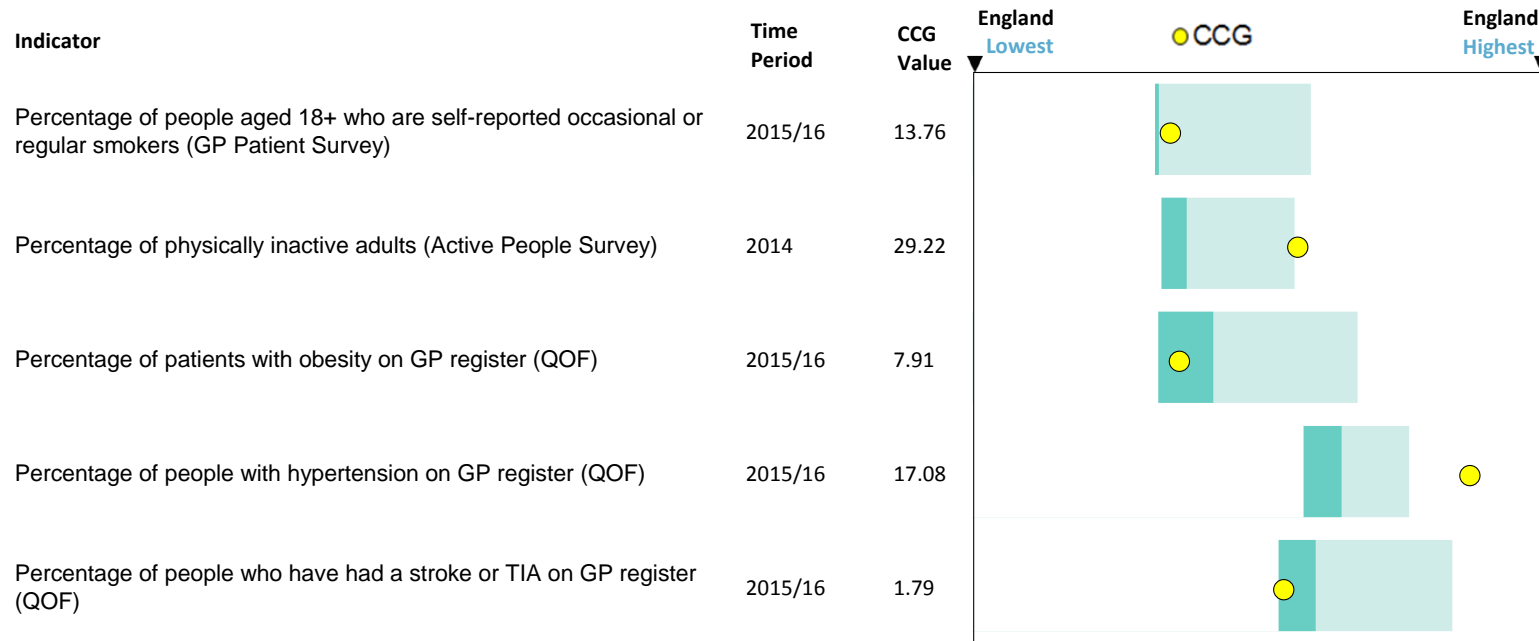 Indicator
Time
Period
CCG
Value
England
Lowest
CCG
England
Highest
Percentage of people aged 18+ who are self-reported occasional or
regular smokers (GP Patient Survey)
2015/16
13.76
Percentage of physically inactive adults (Active People Survey)
2014
29.22
Percentage of patients with obesity on GP register (QOF)
2015/16
7.91
Percentage of people with hypertension on GP register (QOF)
2015/16
17.08
Percentage of people who have had a stroke or TIA on GP register
(QOF)
2015/16
1.79